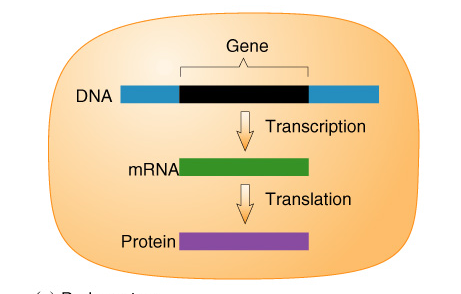 Gene
DNA
Transcription
mRNA
Translation
Protein